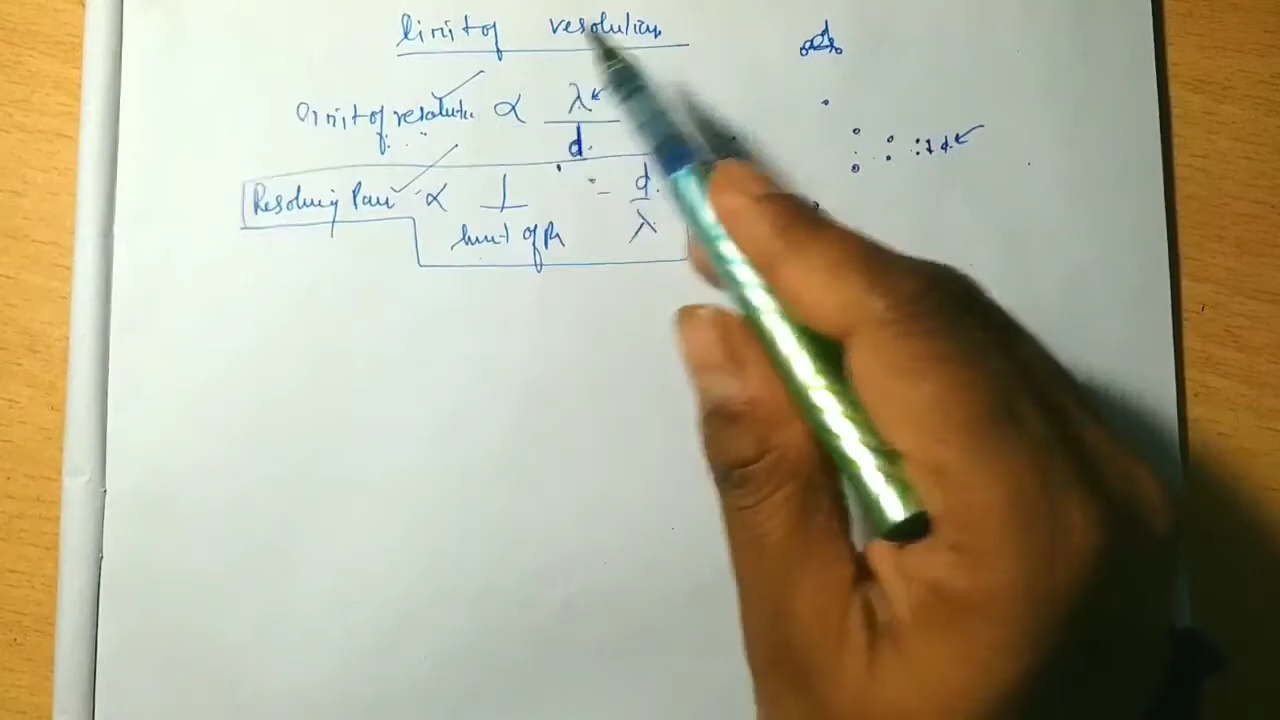 limit of resolution
limit of resolution ∝ λ / d.
Resolving Power ∝ 1 / limit of R = d. / λ
d